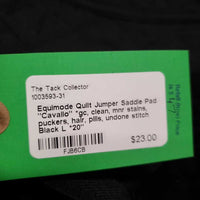 The Tack Collector
1003593-31
Equimode Quilt Jumper Saddle Pad
"Cavallo" *gc, clean, mnr stains,
puckers, hair, pills, undone stitch
Black L *20"
$23.00
FJB6CB